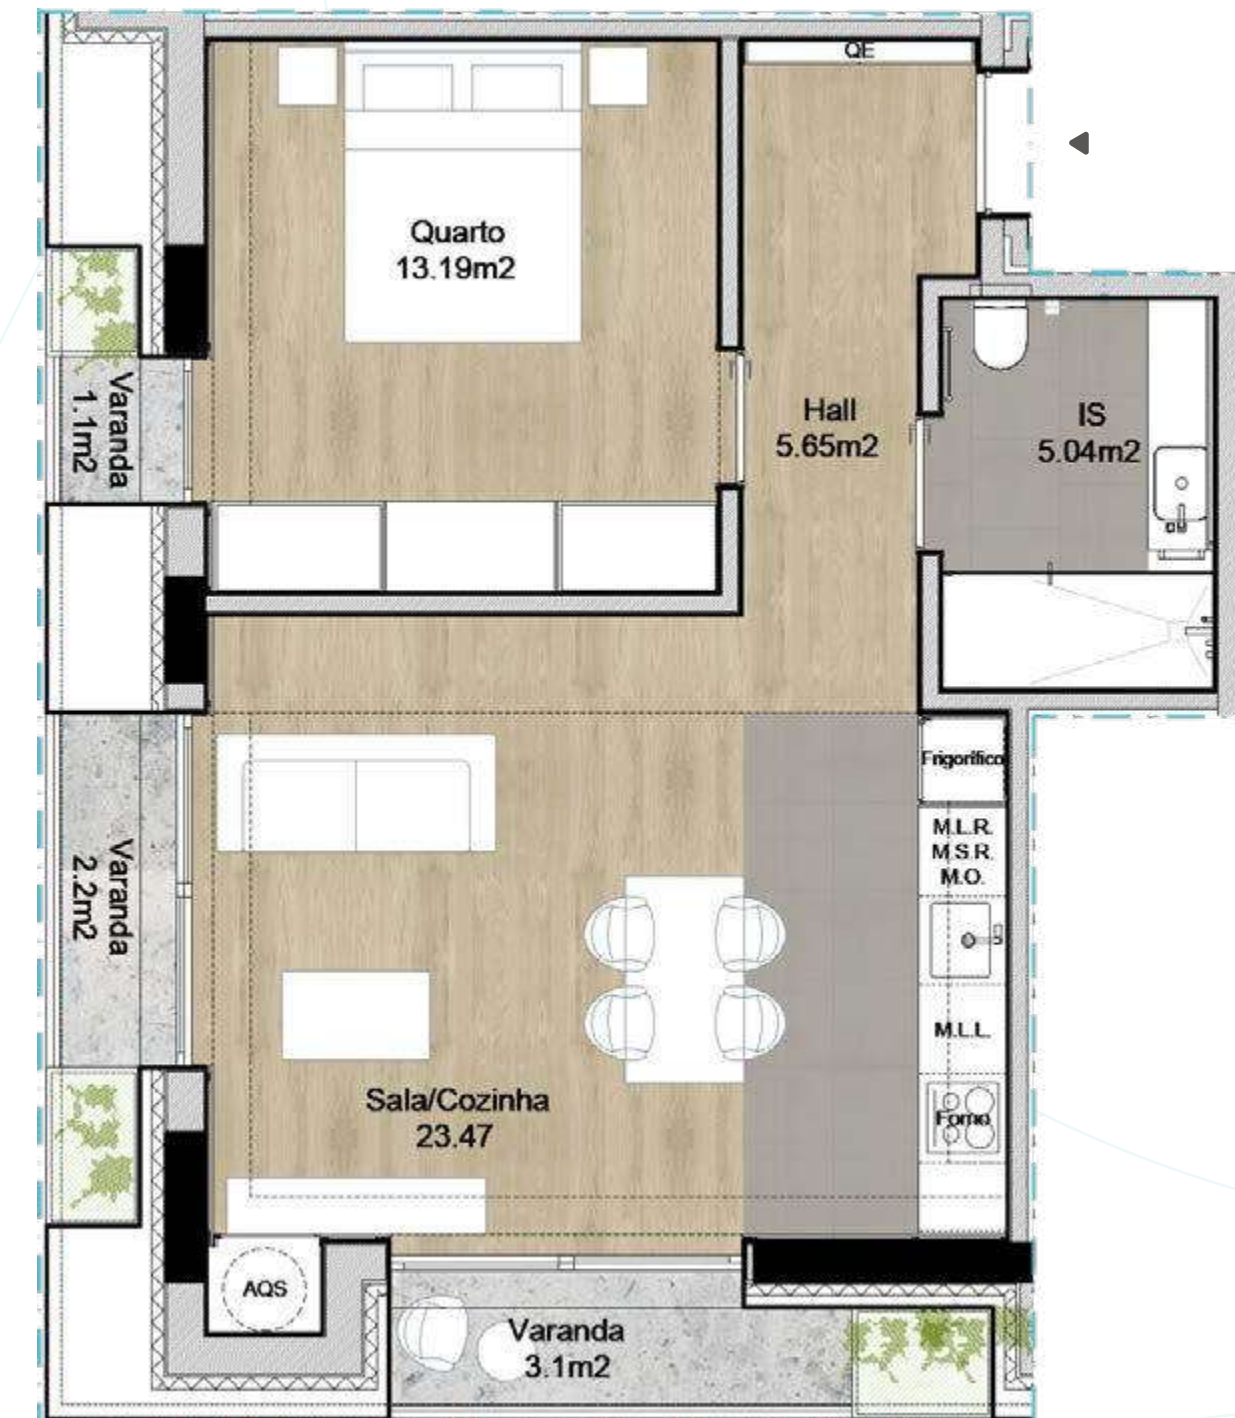 QE
Quarto
13.19m2
Varanda
1.1m2
Hall
5.65m2
IS
5.04m2
Frigorífico
M.L.R.
M.S.R.
M.O.
Varanda
2.2m2
M.L.L.
Forno
Sala/Cozinha
23.47
AQS
Varanda
3.1m2